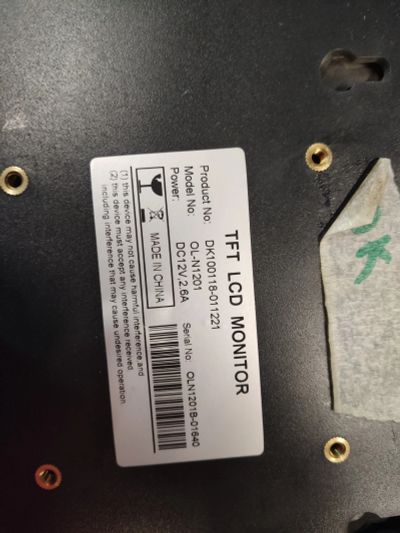 TFT LCD MONITOR
Product No: DK100118-011221
Model No: OL-N1201
Power: DC12V,2.6A
MADE IN CHINA
Serial No: OLN1201B-01640
(1) this device may not cause harmful interference and
(2) this device must accept any interference received.
including interference that may cause undesired operation.